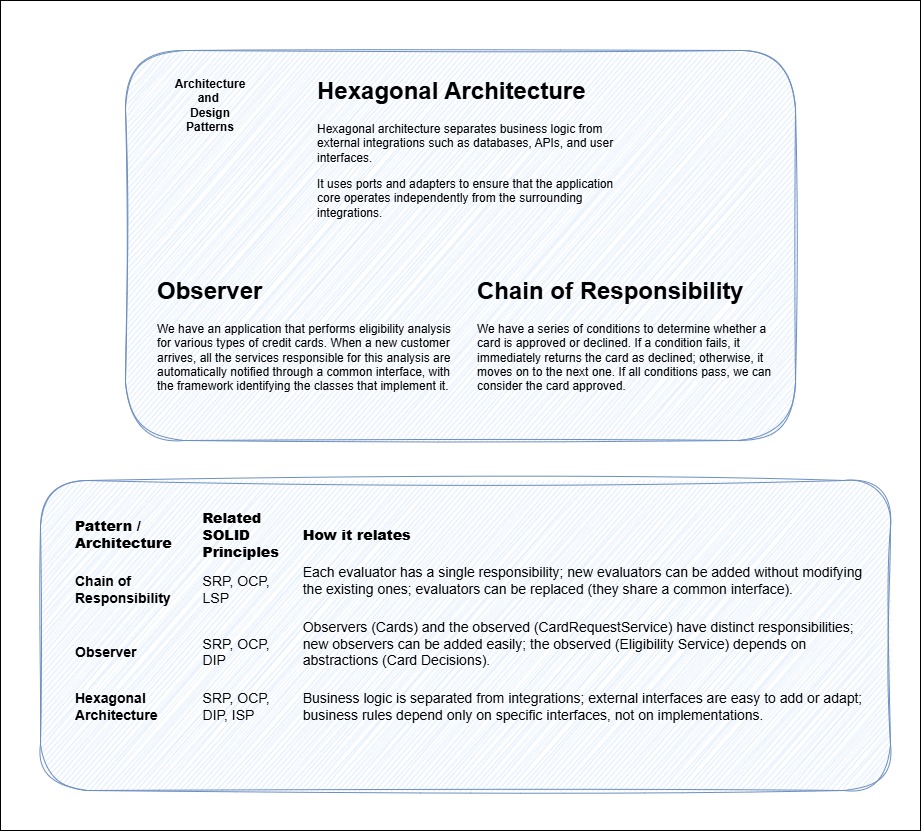 Architecture
and
Design
Patterns
Hexagonal Architecture
Hexagonal architecture separates business logic from
external integrations such as databases, APIs, and user
interfaces.
It uses ports and adapters to ensure that the application
core operates independently from the surrounding
integrations.
Observer
We have an application that performs eligibility analysis
for various types of credit cards. When a new customer
arrives, all the services responsible for this analysis are
automatically notified through a common interface, with
the framework identifying the classes that implement it.
Chain of Responsibility
We have a series of conditions to determine whether a
card is approved or declined. If a condition fails, it
immediately returns the card as declined; otherwise, it
moves on to the next one. If all conditions pass, we can
consider the card approved.
Pattern /
Architecture
Related
SOLID
Principles
How it relates
Chain of
Responsibility
SRP, OCP,
LSP
Each evaluator has a single responsibility; new evaluators can be added without modifying
the existing ones; evaluators can be replaced (they share a common interface).
Observer
SRP, OCP,
DIP
Observers (Cards) and the observed (CardRequestService) have distinct responsibilities;
new observers can be added easily; the observed (Eligibility Service) depends on
abstractions (Card Decisions).
Hexagonal
Architecture
SRP, OCP,
DIP, ISP
Business logic is separated from integrations; external interfaces are easy to add or adapt;
business rules depend only on specific interfaces, not on implementations.